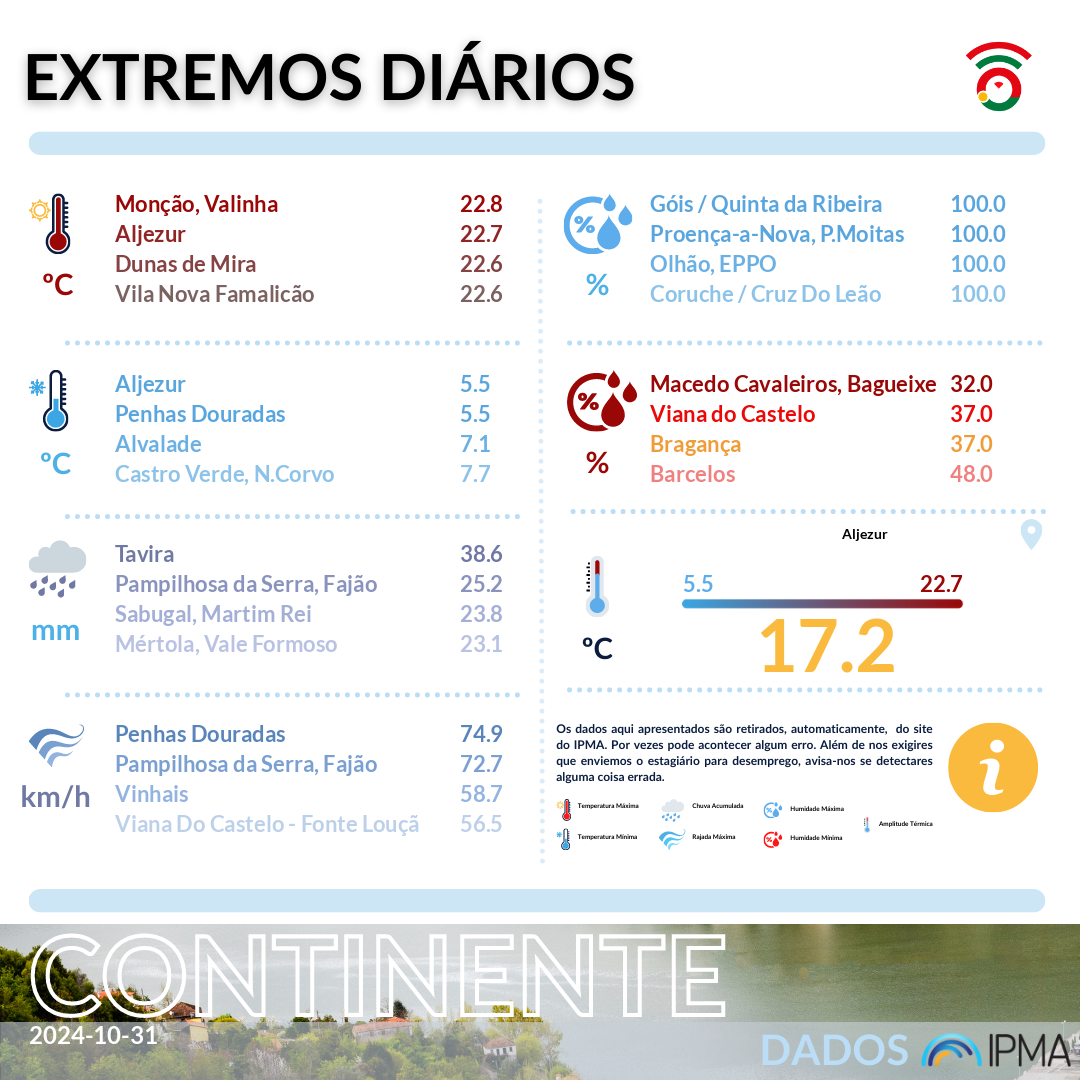 EXTREMOS DIÁRIOS
Monção, Valinha 22.8
Aljezur 22.7
Dunas de Mira 22.6
Vila Nova Famalicão 22.6
ºC
Aljezur 5.5
Penhas Douradas 5.5
Alvalade 7.1
Castro Verde, N.Corvo 7.7
ºC
Tavira 38.6
Pampilhosa da Serra, Fajão 25.2
Sabugal, Martim Rei 23.8
Mértola, Vale Formoso 23.1
mm
Penhas Douradas 74.9
Pampilhosa da Serra, Fajão 72.7
Vinhais 58.7
Viana Do Castelo - Fonte Louçã 56.5
km/h
%
Góis / Quinta da Ribeira 100.0
Proença-a-Nova, P.Moitas 100.0
Olhão, EPPO 100.0
Coruche / Cruz Do Leão 100.0
%
%
Macedo Cavaleiros, Bagueixe 32.0
Viana do Castelo 37.0
Bragança 37.0
Barcelos 48.0
%
Aljezur
5.5 22.7
17.2
ºC
Os dados aqui apresentados são retirados, automaticamente, do site
do IPMA. Por vezes pode acontecer algum erro. Além de nos exigires
que enviemos o estagiário para desemprego, avisa-nos se detectares
alguma coisa errada.
i
Temperatura Máxima Chuva Acumulada Humidade Máxima
Amplitude Térmica
Temperatura Mínima Rajada Máxima Humidade Mínima
CONTINENTE
2024-10-31
DADOS IPMA